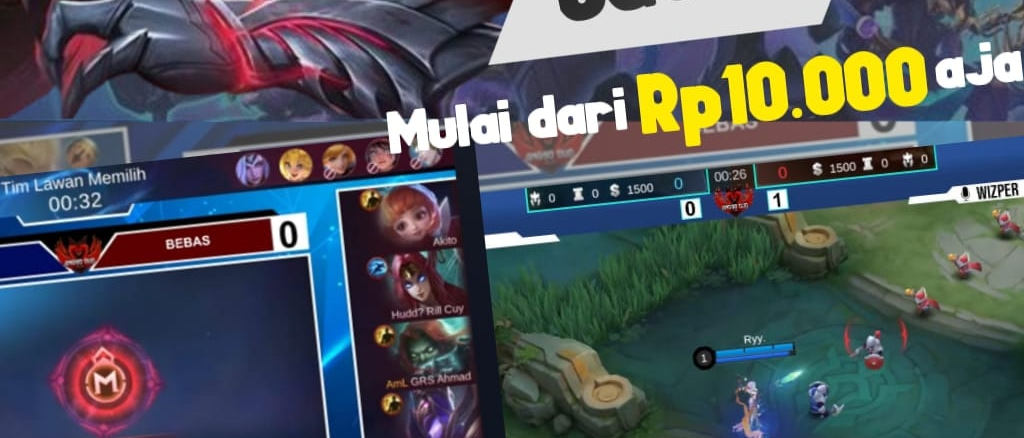 Mulai dari Rp10.000 aja
BEBAS
0
Tim Lawan Memilih
00:32
BEBAS
0
Akito
Hudd? Rill Cuy
AmL GRS Ahmad
0 0 $ 1500 0 00:26 0 $ 1500 0 0
0 1
WIZPER
Ryy.
1